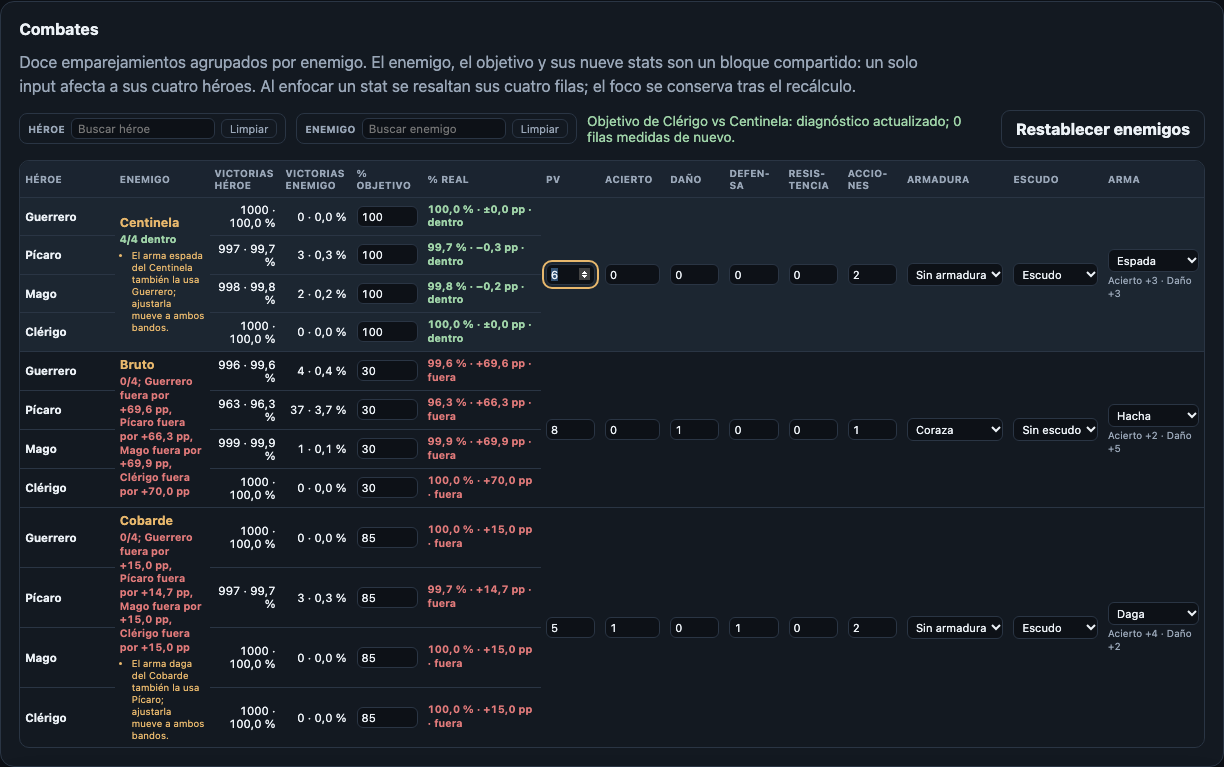 Combates
Doce emparejamientos agrupados por enemigo. El enemigo, el objetivo y sus nueve stats son un bloque compartido: un solo
input afecta a sus cuatro héroes. Al enfocar un stat se resaltan sus cuatro filas; el foco se conserva tras el recálculo.
HÉROE Buscar héroe Limpiar
ENEMIGO Buscar enemigo Limpiar
Objetivo de Clérigo vs Centinela: diagnóstico actualizado; 0
filas medidas de nuevo.
Restablecer enemigos
HÉROE
ENEMIGO
VICTORIAS
HÉROE
VICTORIAS
ENEMIGO
%
OBJETIVO
% REAL
PV
ACIERTO
DAÑO
DEFEN-
SA
RESIS-
TENCIA
ACCIO-
NES
ARMADURA
ESCUDO
ARMA
Guerrero
Centinela
4/4 dentro
• El arma espada
del Centinela
también la usa
Guerrero;
ajustarla
mueve a ambos
bandos.
1000 ·
100,0 %
0 · 0,0 %
100
100,0 % · ±0,0 pp ·
dentro
6
0
0
0
0
2
Sin armadura
Escudo
Espada
Acierto +3 · Daño
+3
Pícaro
997 · 99,7
%
3 · 0,3 %
100
99,7 % · −0,3 pp ·
dentro
Mago
998 · 99,8
%
2 · 0,2 %
100
99,8 % · −0,2 pp ·
dentro
Clérigo
1000 ·
100,0 %
0 · 0,0 %
100
100,0 % · ±0,0 pp ·
dentro
Guerrero
Bruto
0/4; Guerrero
fuera por
+69,6 pp,
Pícaro fuera
por +66,3 pp,
Mago fuera por
+69,9 pp,
Clérigo fuera
por +70,0 pp
996 · 99,6
%
4 · 0,4 %
30
99,6 % · +69,6 pp ·
fuera
8
0
1
0
0
1
Coraza
Sin escudo
Hacha
Acierto +2 · Daño
+5
Pícaro
963 · 96,3
%
37 · 3,7 %
30
96,3 % · +66,3 pp ·
fuera
Mago
999 · 99,9
%
1 · 0,1 %
30
99,9 % · +69,9 pp ·
fuera
Clérigo
1000 ·
100,0 %
0 · 0,0 %
30
100,0 % · +70,0 pp
· fuera
Guerrero
Cobarde
0/4; Guerrero
fuera por
+15,0 pp,
Pícaro fuera
por +14,7 pp,
Mago fuera por
+15,0 pp,
Clérigo fuera
por +15,0 pp
• El arma daga
del Cobarde
también la usa
Pícaro;
ajustarla
mueve a ambos
bandos.
1000 ·
100,0 %
0 · 0,0 %
85
100,0 % · +15,0 pp
· fuera
5
1
0
1
0
2
Sin armadura
Escudo
Daga
Acierto +4 · Daño
+2
Pícaro
997 · 99,7
%
3 · 0,3 %
85
99,7 % · +14,7 pp ·
fuera
Mago
1000 ·
100,0 %
0 · 0,0 %
85
100,0 % · +15,0 pp
· fuera
Clérigo
1000 ·
100,0 %
0 · 0,0 %
85
100,0 % · +15,0 pp
· fuera